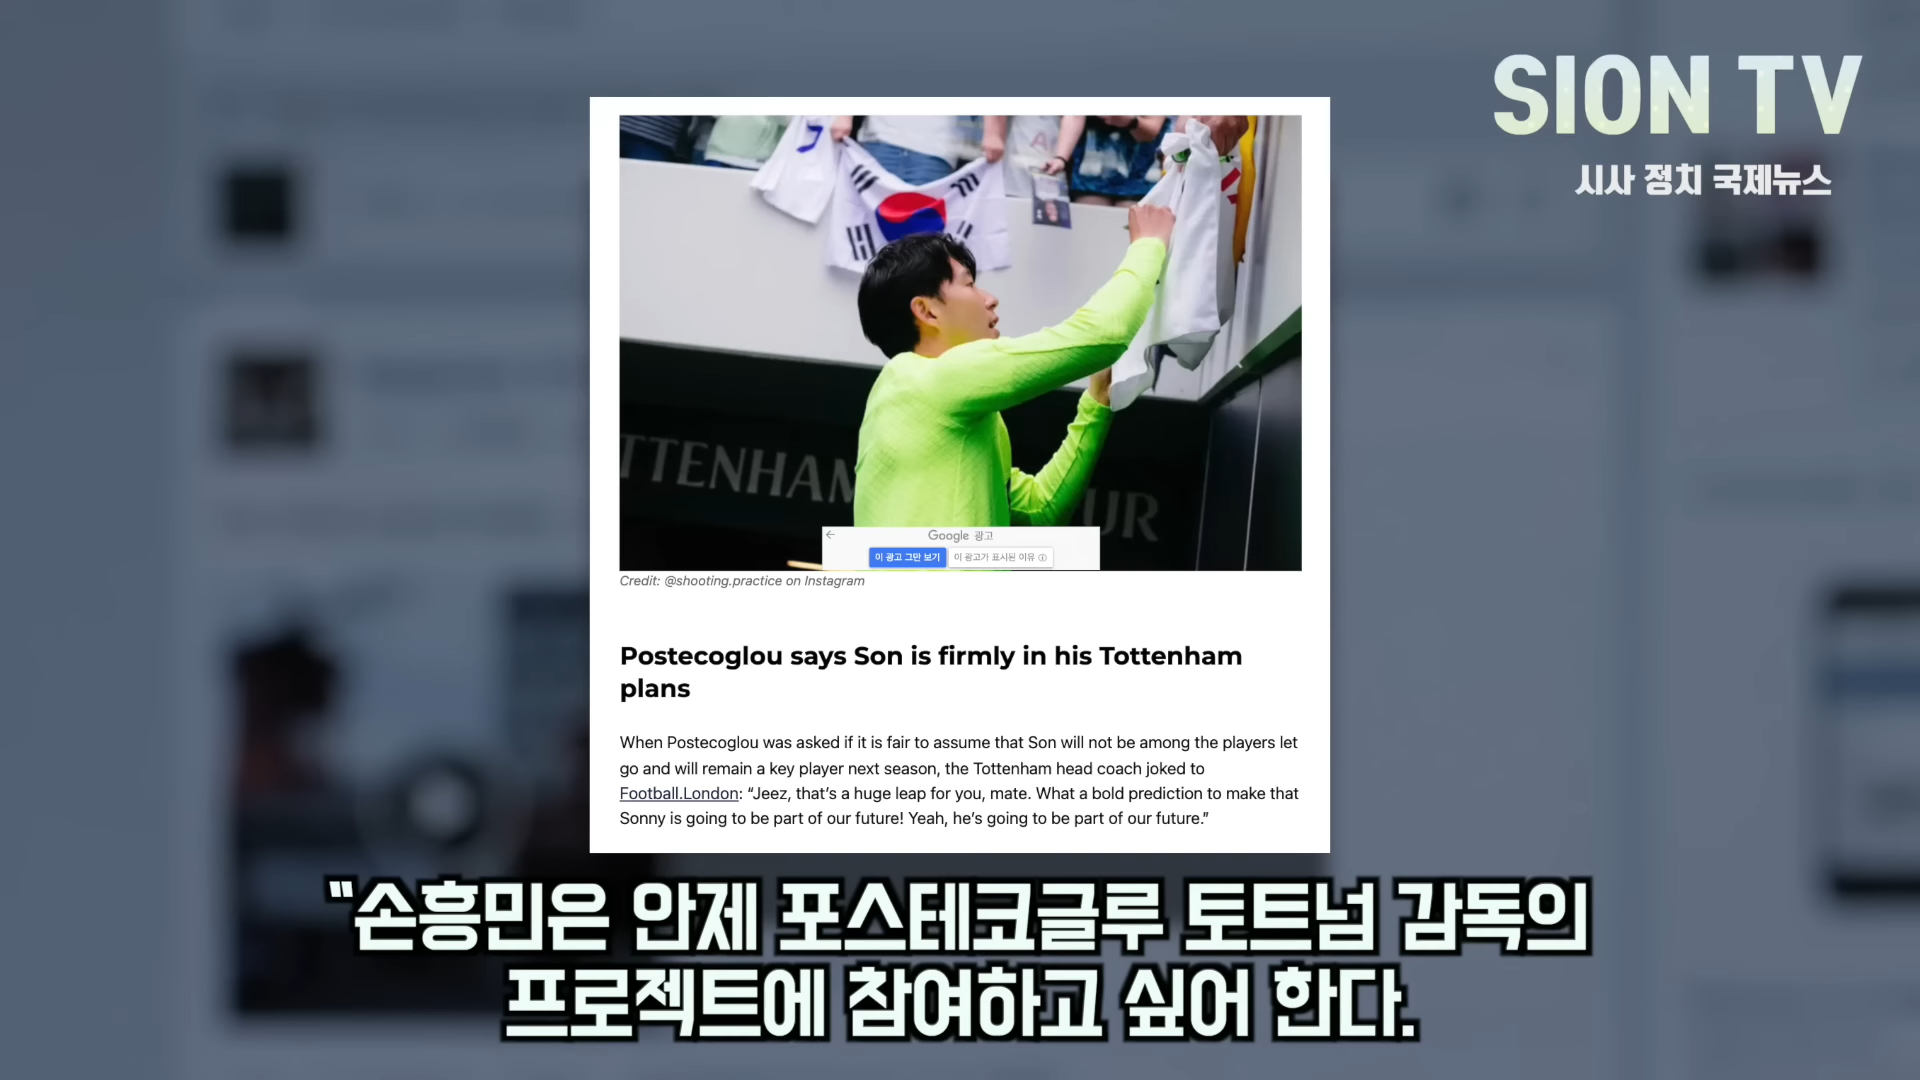 SION TV
시사 정치 국제뉴스
TTENHAM
UR
Google 광고
이 광고 그만 보기
이 광고가 표시된 이유
Credit: @shooting.practice on Instagram
Postecoglou says Son is firmly in his Tottenham
plans
When Postecoglou was asked if it is fair to assume that Son will not be among the players let
go and will remain a key player next season, the Tottenham head coach joked to
Football.London: “Jeez, that’s a huge leap for you, mate. What a bold prediction to make that
Sonny is going to be part of our future! Yeah, he’s going to be part of our future.”
"손흥민은 안제 포스테코글루 토트넘 감독의
프로젝트에 참여하고 싶어 한다.